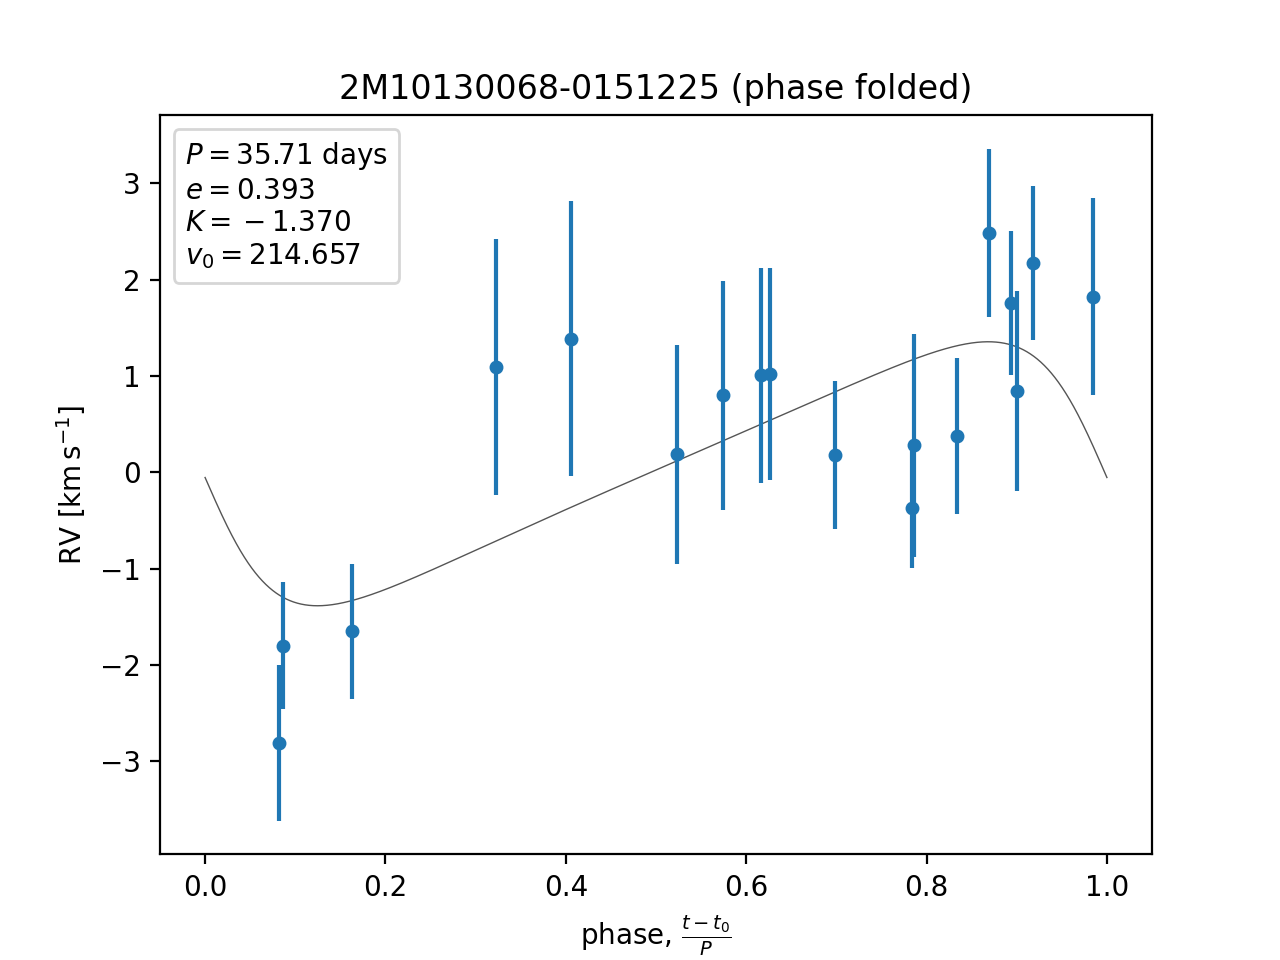 2M10130068-0151225 (phase folded)
P = 35.71 days
e = 0.393
K = −1.370
v₀ = 214.657
3
2
1
0
−1
−2
−3
RV [km s⁻¹]
0.0 0.2 0.4 0.6 0.8 1.0
phase, (t − t₀)/P